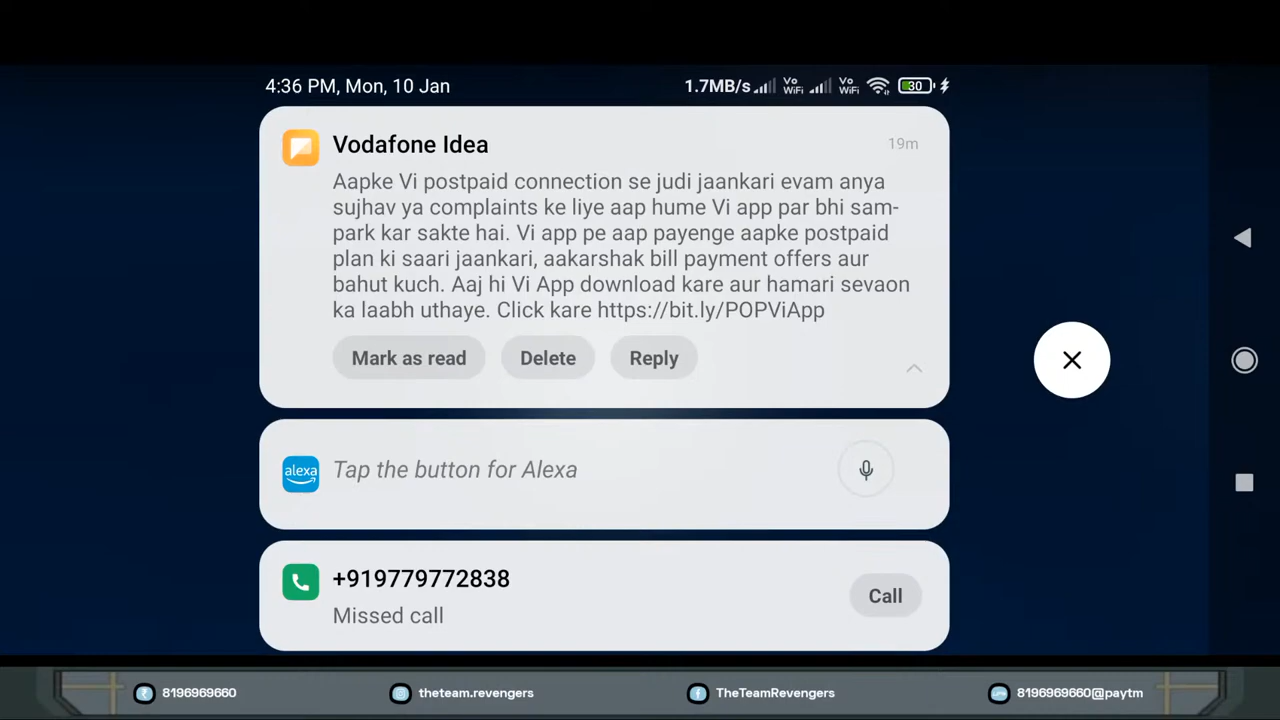 4:36 PM, Mon, 10 Jan
1.7MB/s Vo WiFi Vo WiFi 30
Vodafone Idea
19m
Aapke Vi postpaid connection se judi jaankari evam anya
sujhav ya complaints ke liye aap hume Vi app par bhi sam-
park kar sakte hai. Vi app pe aap payenge aapke postpaid
plan ki saari jaankari, aakarshak bill payment offers aur
bahut kuch. Aaj hi Vi App download kare aur hamari sevaon
ka laabh uthaye. Click kare https://bit.ly/POPViApp
Mark as read
Delete
Reply
alexa
Tap the button for Alexa
+919779772838
Missed call
Call
₹ 8196969660
theteam.revengers
f TheTeamRevengers
8196969660@paytm